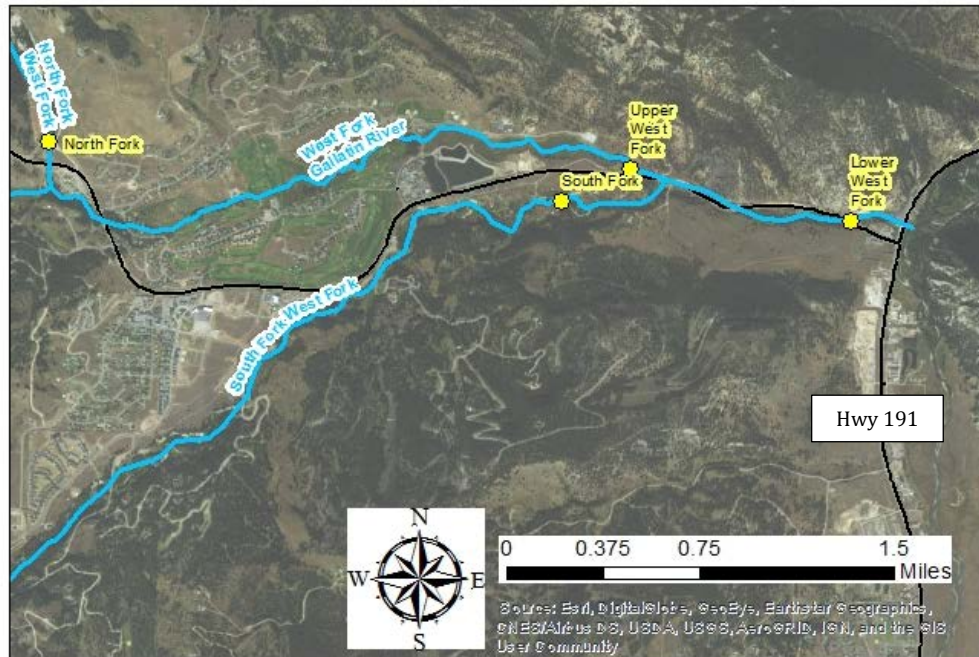 North Fork
West Fork
North Fork
West Fork
Gallatin River
Upper
West
Fork
South Fork
Lower
West
Fork
South Fork West Fork
Hwy 191
N
W E
S
0 0.375 0.75 1.5
Miles
Source: Esri, DigitalGlobe, GeoEye, Earthstar Geographics,
CNES/Airbus DS, USDA, USGS, AeroGRID, IGN, and the GIS
User Community